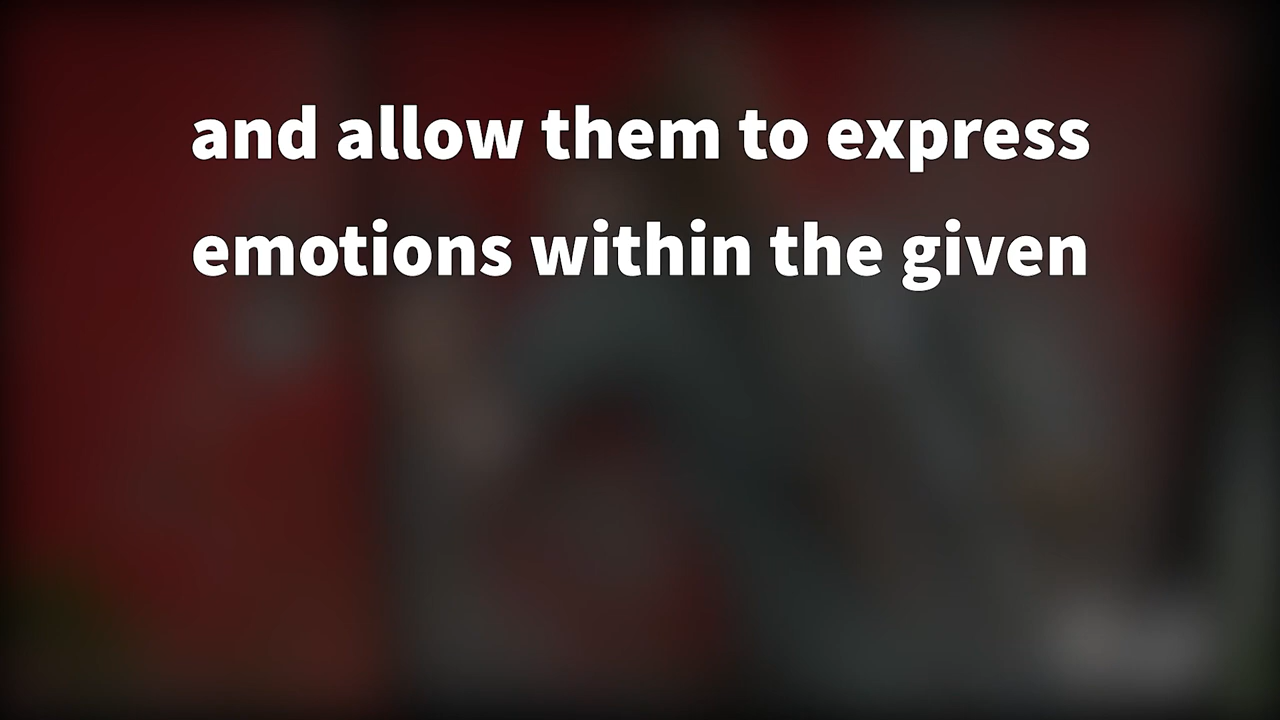 and allow them to express
emotions within the given